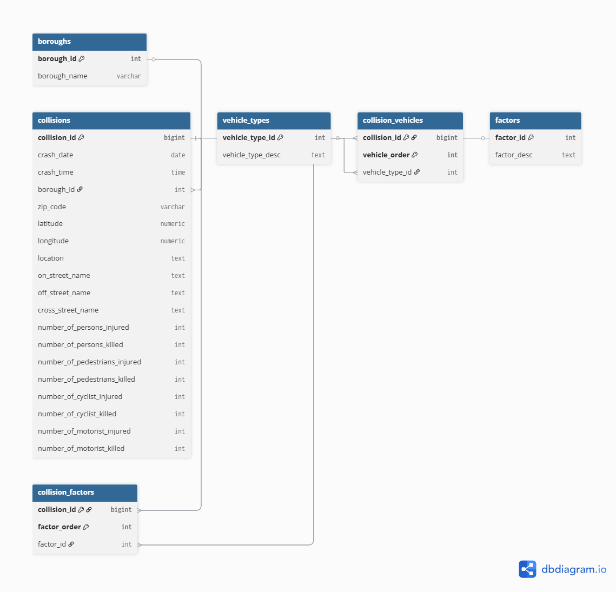 boroughs
borough_id int
borough_name varchar
collisions
collision_id bigint
crash_date date
crash_time time
borough_id int
zip_code varchar
latitude numeric
longitude numeric
location text
on_street_name text
off_street_name text
cross_street_name text
number_of_persons_injured int
number_of_persons_killed int
number_of_pedestrians_injured int
number_of_pedestrians_killed int
number_of_cyclist_injured int
number_of_cyclist_killed int
number_of_motorist_injured int
number_of_motorist_killed int
vehicle_types
vehicle_type_id int
vehicle_type_desc text
collision_vehicles
collision_id bigint
vehicle_order int
vehicle_type_id int
factors
factor_id int
factor_desc text
collision_factors
collision_id bigint
factor_order int
factor_id int
dbdiagram.io